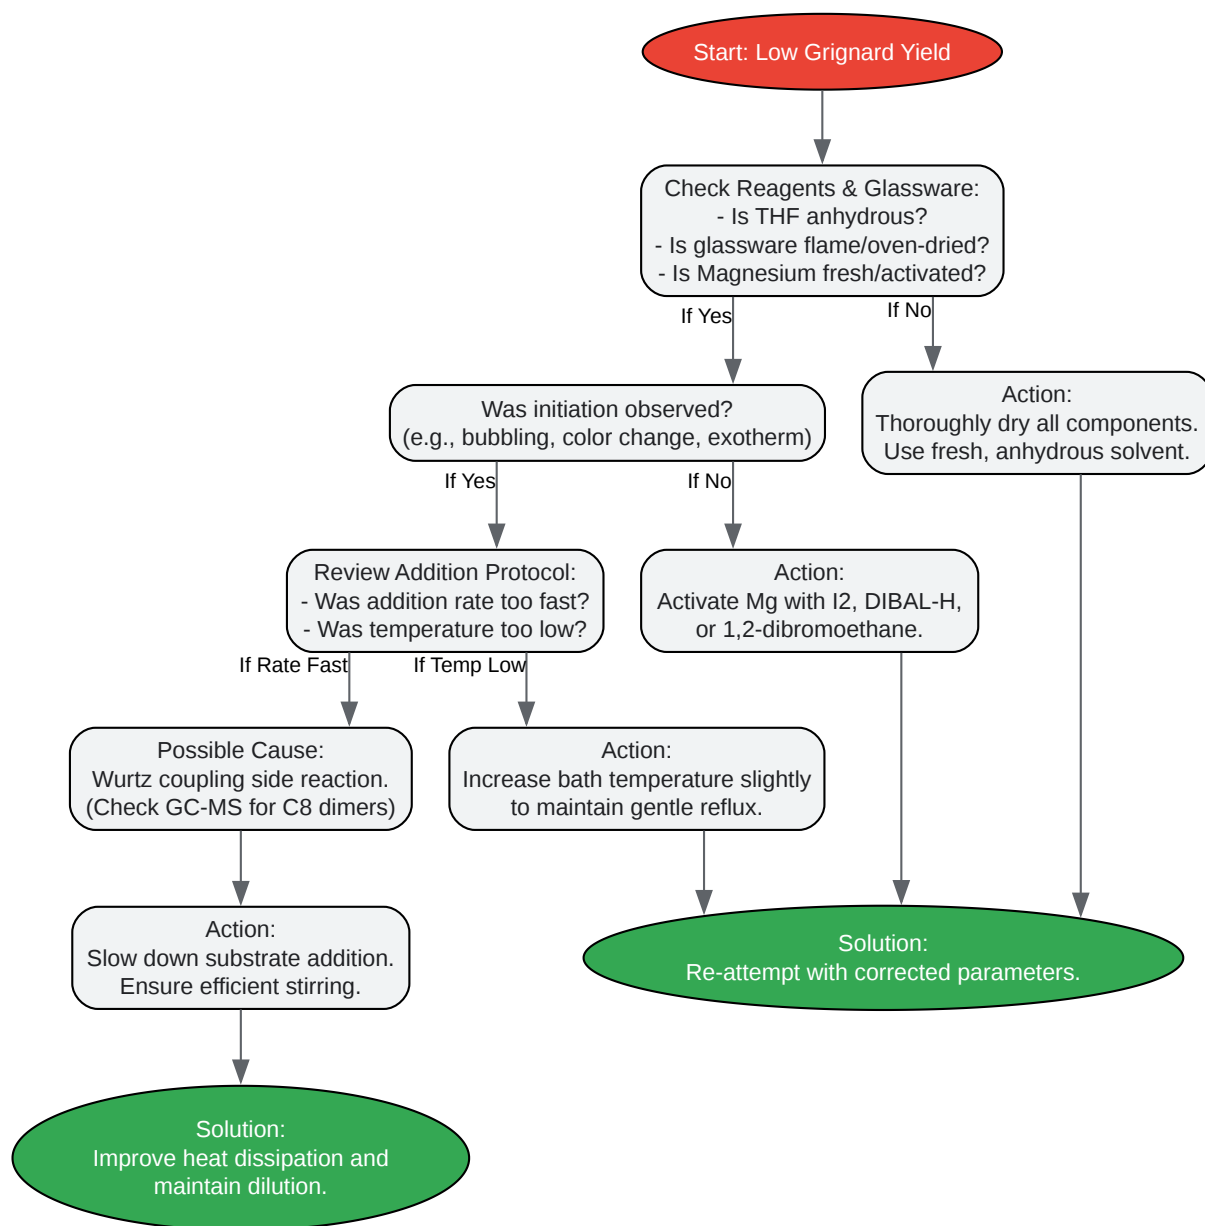 Start: Low Grignard Yield
Check Reagents & Glassware:
- Is THF anhydrous?
- Is glassware flame/oven-dried?
- Is Magnesium fresh/activated?
If Yes
If No
Was initiation observed?
(e.g., bubbling, color change, exotherm)
Action:
Thoroughly dry all components.
Use fresh, anhydrous solvent.
If Yes
If No
Review Addition Protocol:
- Was addition rate too fast?
- Was temperature too low?
Action:
Activate Mg with I2, DIBAL-H,
or 1,2-dibromoethane.
If Rate Fast
If Temp Low
Possible Cause:
Wurtz coupling side reaction.
(Check GC-MS for C8 dimers)
Action:
Increase bath temperature slightly
to maintain gentle reflux.
Action:
Slow down substrate addition.
Ensure efficient stirring.
Solution:
Re-attempt with corrected parameters.
Solution:
Improve heat dissipation and
maintain dilution.